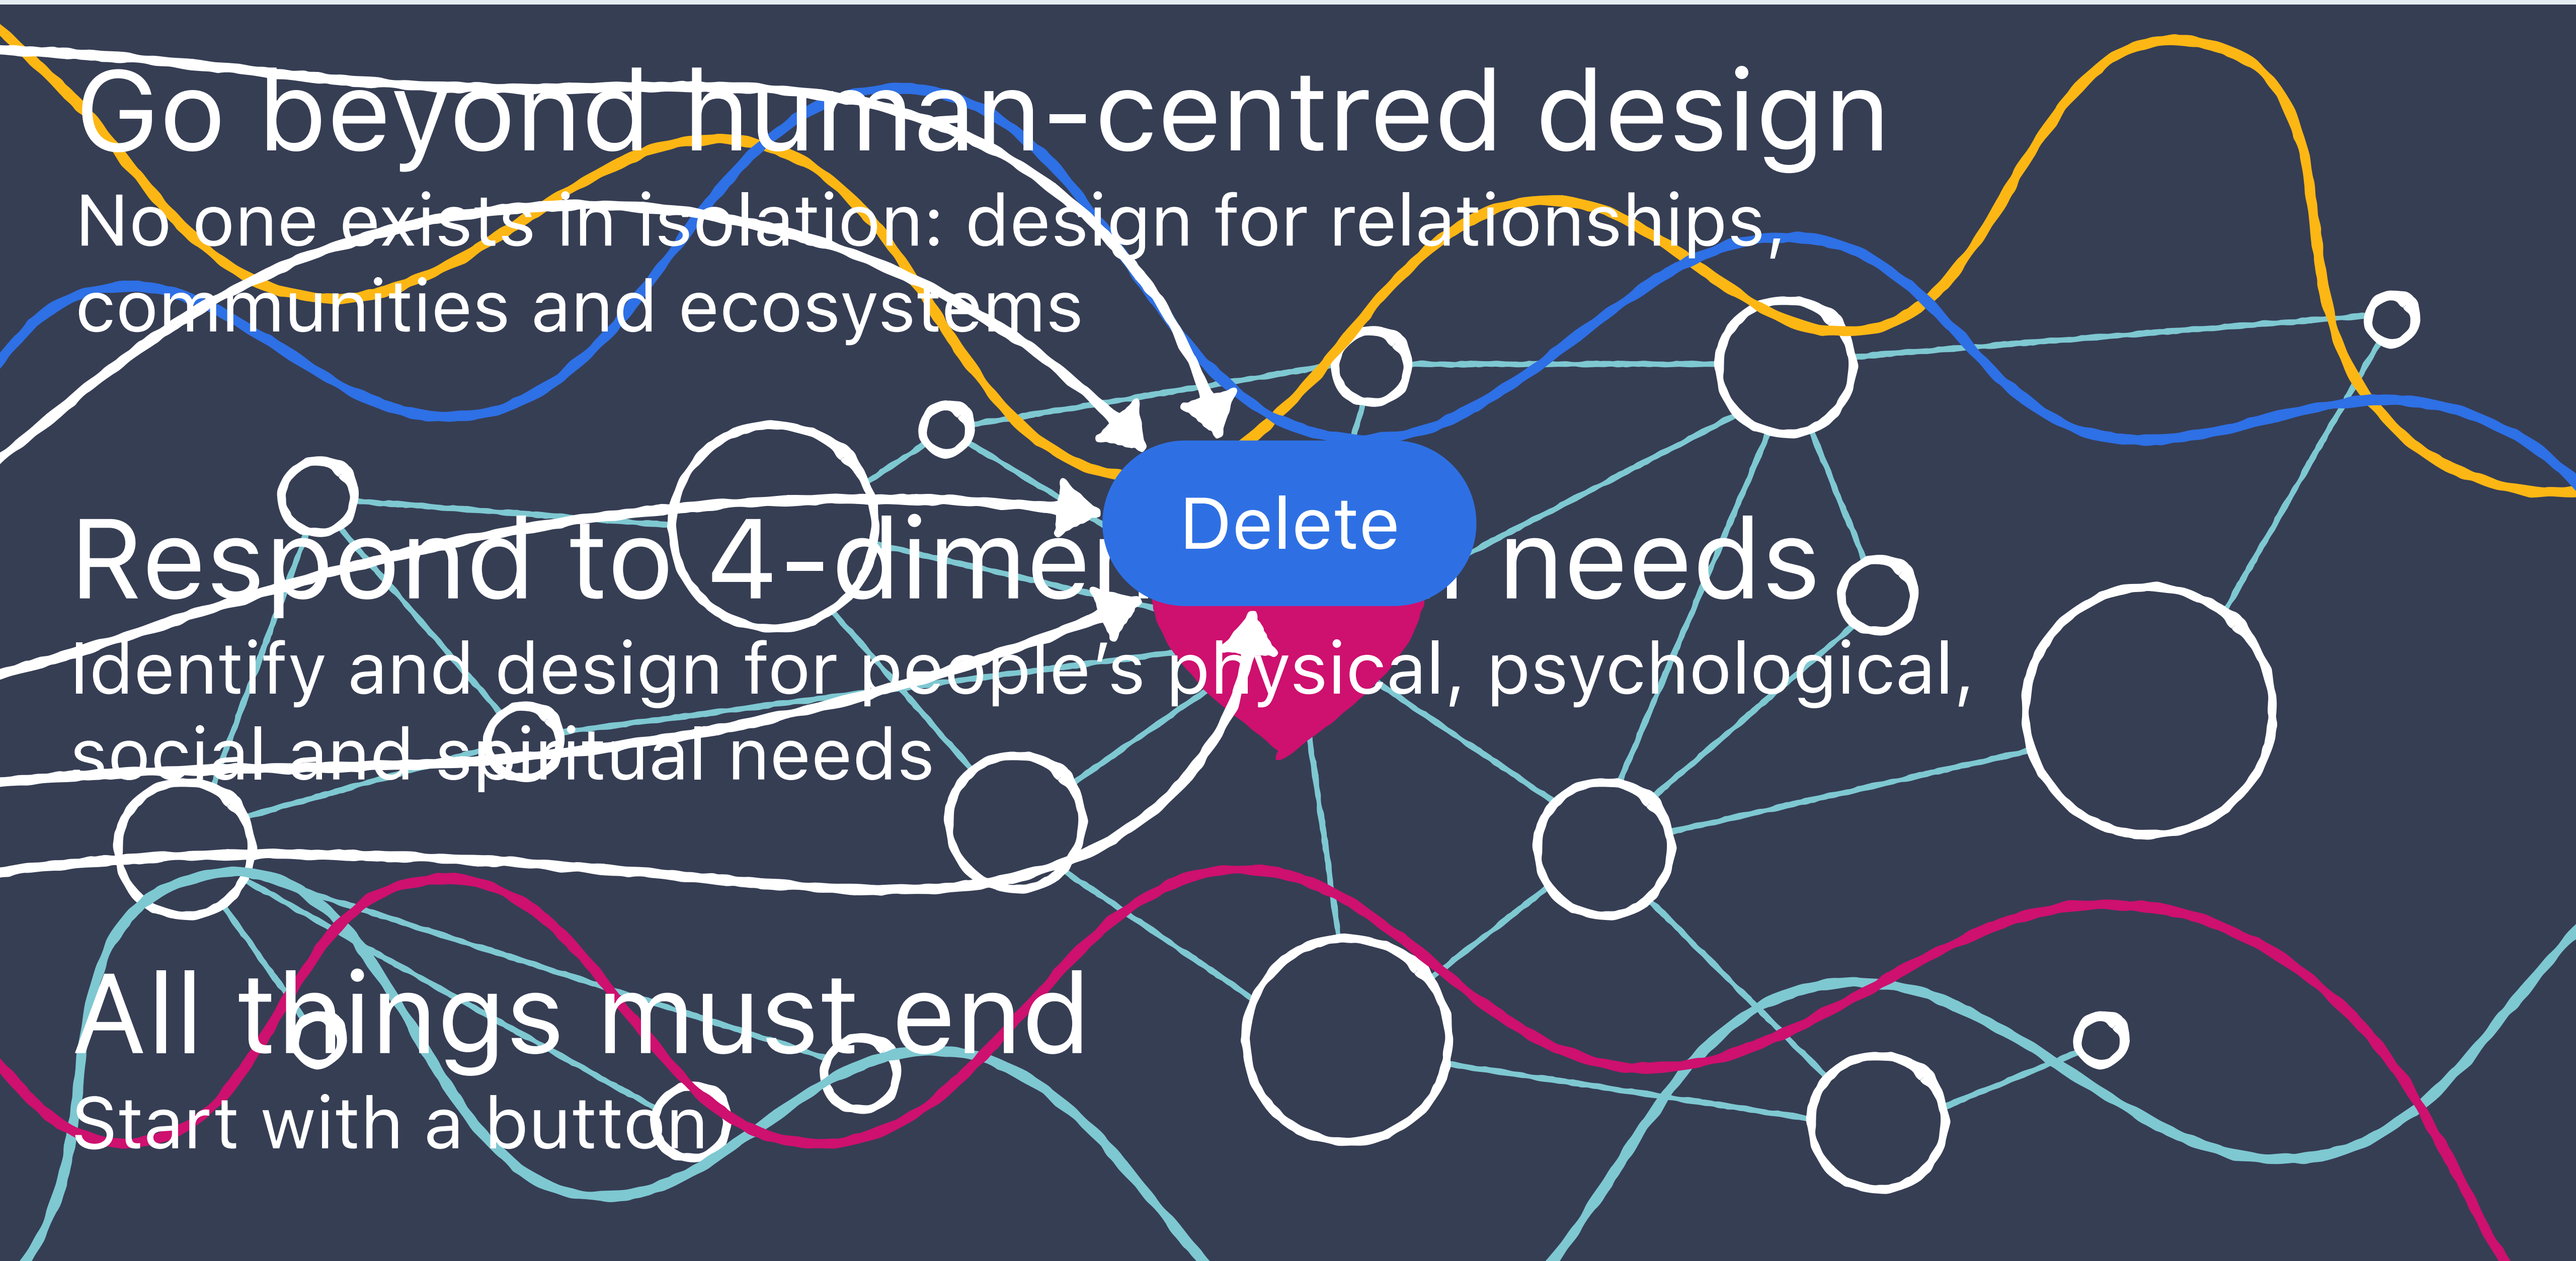 Go beyond human-centred design
No one exists in isolation: design for relationships,
communities and ecosystems
Delete
Respond to 4-dime needs
Identify and design for people’s physical, psychological,
social and spiritual needs
All things must end
Start with a button